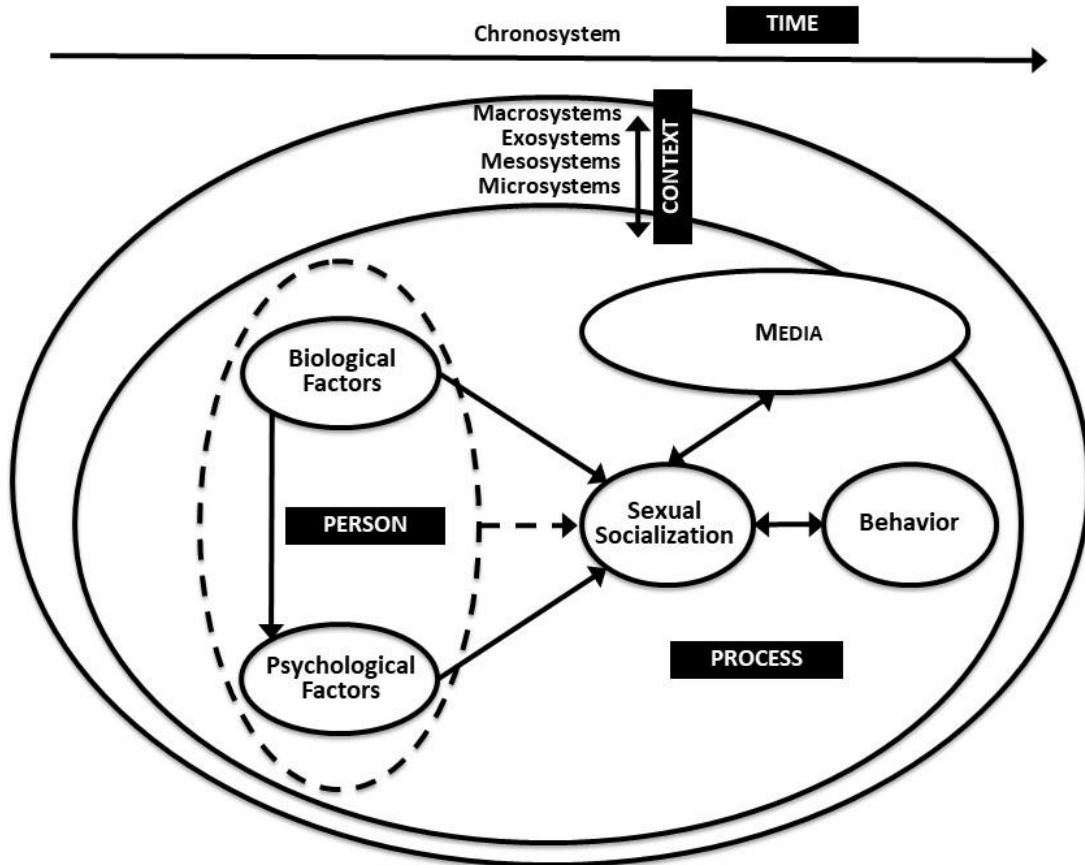 TIME
Chronosystem
Macrosystems
Exosystems
Mesosystems
Microsystems
CONTEXT
MEDIA
Biological
Factors
PERSON
Sexual
Socialization
Behavior
Psychological
Factors
PROCESS